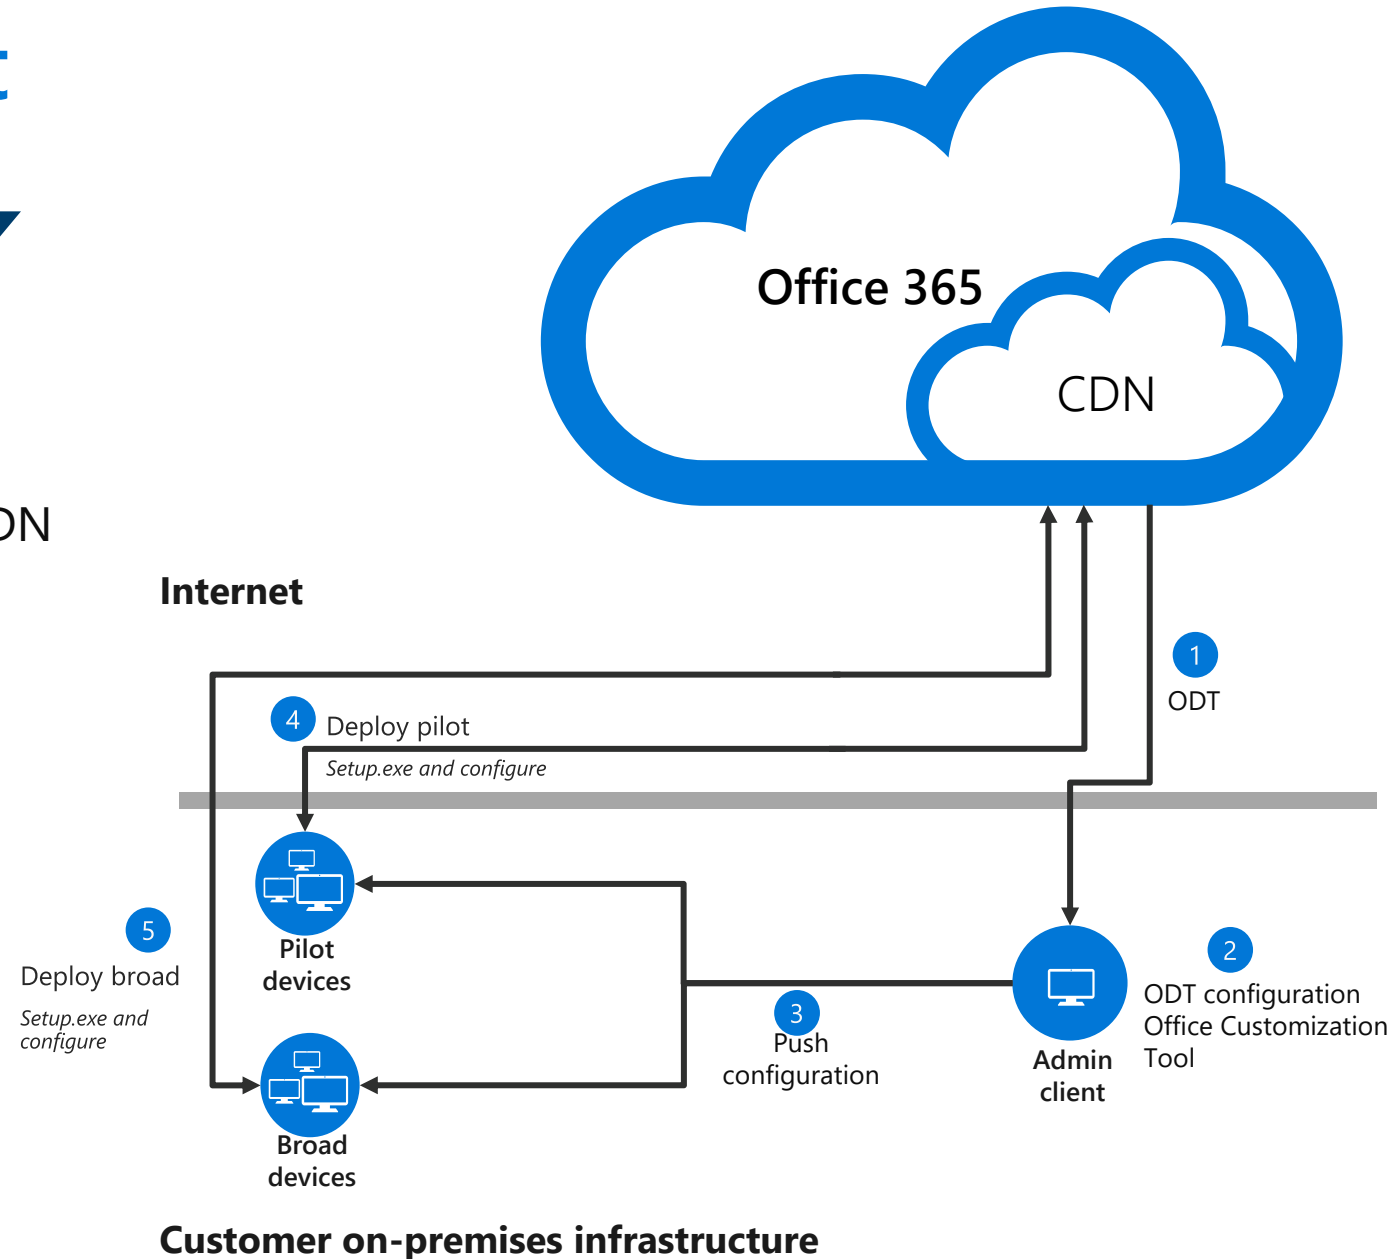 Office 365
CDN
Internet
1
ODT
4
Deploy pilot
Setup.exe and configure
5
Deploy broad
Setup.exe and
configure
Pilot
devices
Broad
devices
3
Push
configuration
Admin
client
2
ODT configuration
Office Customization
Tool
Customer on-premises infrastructure